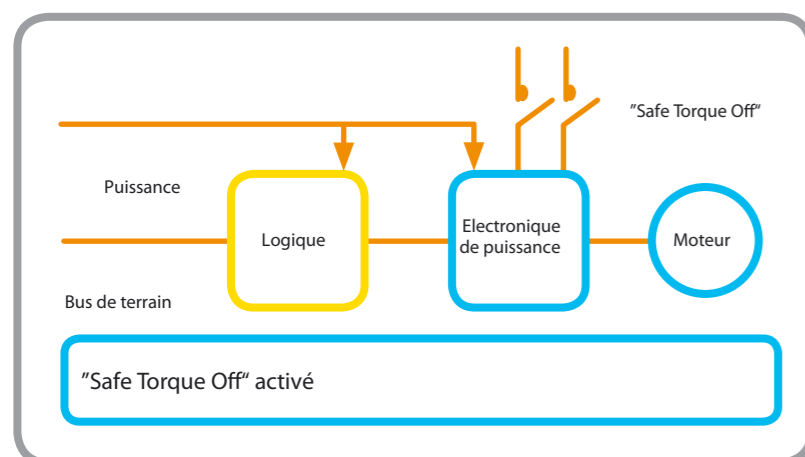 "Safe Torque Off"
Puissance
Logique
Electronique
de puissance
Moteur
Bus de terrain
"Safe Torque Off" activé